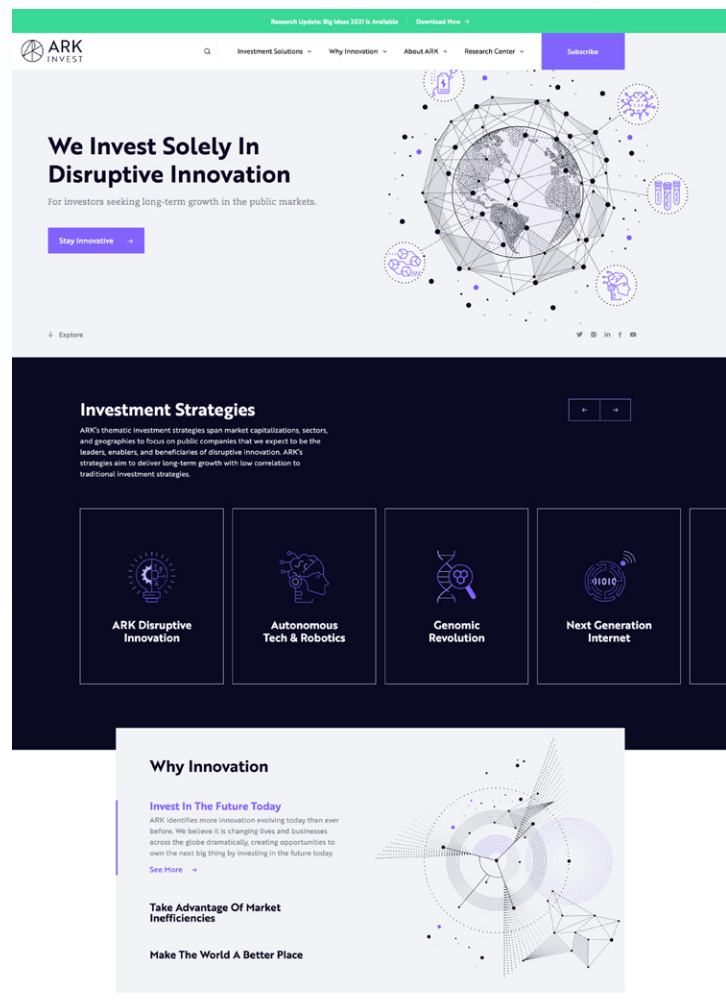 Research Update: Big Ideas 2021 Is Available Download Now →
ARK
INVEST
Investment Solutions Why Innovation About ARK Research Center Subscribe
We Invest Solely In
Disruptive Innovation
For investors seeking long-term growth in the public markets.
Stay Innovative →
↓ Explore
Investment Strategies
← →
ARK's thematic investment strategies span market capitalizations, sectors,
and geographies to focus on public companies that we expect to be the
leaders, enablers, and beneficiaries of disruptive innovation. ARK's
strategies aim to deliver long-term growth with low correlation to
traditional investment strategies.
ARK Disruptive
Innovation
Autonomous
Tech & Robotics
Genomic
Revolution
01010
Next Generation
Internet
Why Innovation
Invest In The Future Today
ARK identifies more innovation evolving today than ever
before. We believe it is changing lives and businesses
across the globe dramatically, creating opportunities to
own the next big thing by investing in the future today.
See More →
Take Advantage Of Market
Inefficiencies
Make The World A Better Place